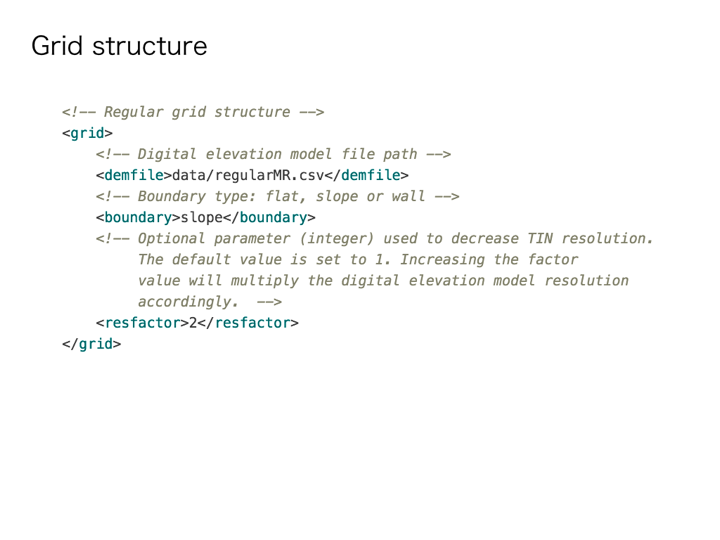 Grid structure
<!-- Regular grid structure -->
<grid>
<!-- Digital elevation model file path -->
<demfile>data/regularMR.csv</demfile>
<!-- Boundary type: flat, slope or wall -->
<boundary>slope</boundary>
<!-- Optional parameter (integer) used to decrease TIN resolution.
The default value is set to 1. Increasing the factor
value will multiply the digital elevation model resolution
accordingly.  -->
<resfactor>2</resfactor>
</grid>